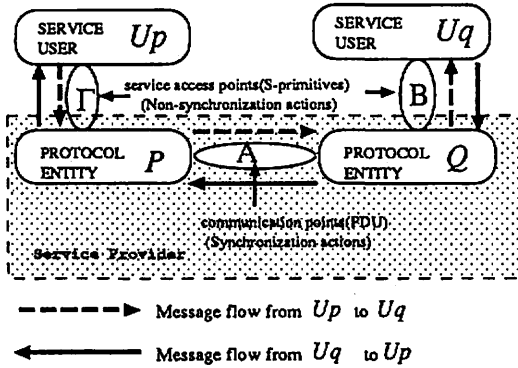 SERVICE USER Up
SERVICE USER Uq
Γ
service access points(S-primitives)
(Non-synchronization actions)
B
PROTOCOL ENTITY P
A
PROTOCOL ENTITY Q
communication points(PDU)
(Synchronization actions)
Service Provider
Message flow from Up to Uq
Message flow from Uq to Up